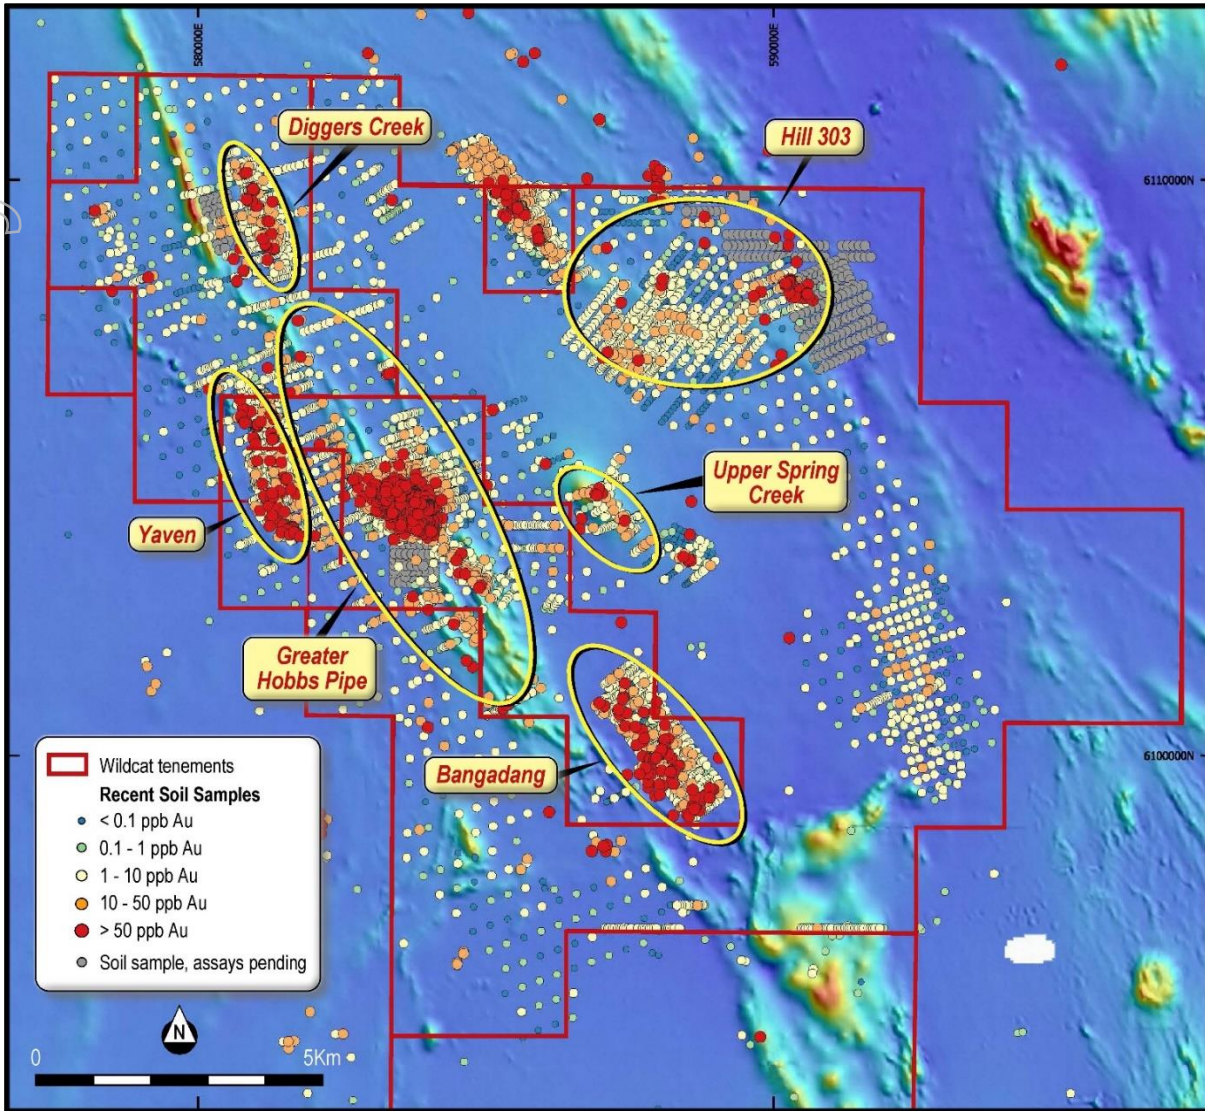 580000E
590000E
Diggers Creek
Hill 303
6110000N
Upper Spring
Creek
Yaven
Greater
Hobbs Pipe
Bangadang
6100000N
Wildcat tenements
Recent Soil Samples
< 0.1 ppb Au
0.1 - 1 ppb Au
1 - 10 ppb Au
10 - 50 ppb Au
> 50 ppb Au
Soil sample, assays pending
N
0
5Km